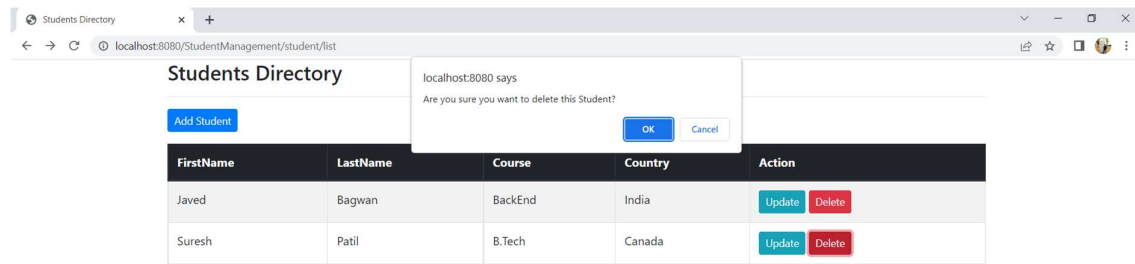 Students Directory
localhost:8080/StudentManagement/student/list
Students Directory
localhost:8080 says
Are you sure you want to delete this Student?
OK Cancel
Add Student
FirstName LastName Course Country Action
Javed Bagwan BackEnd India Update Delete
Suresh Patil B.Tech Canada Update Delete